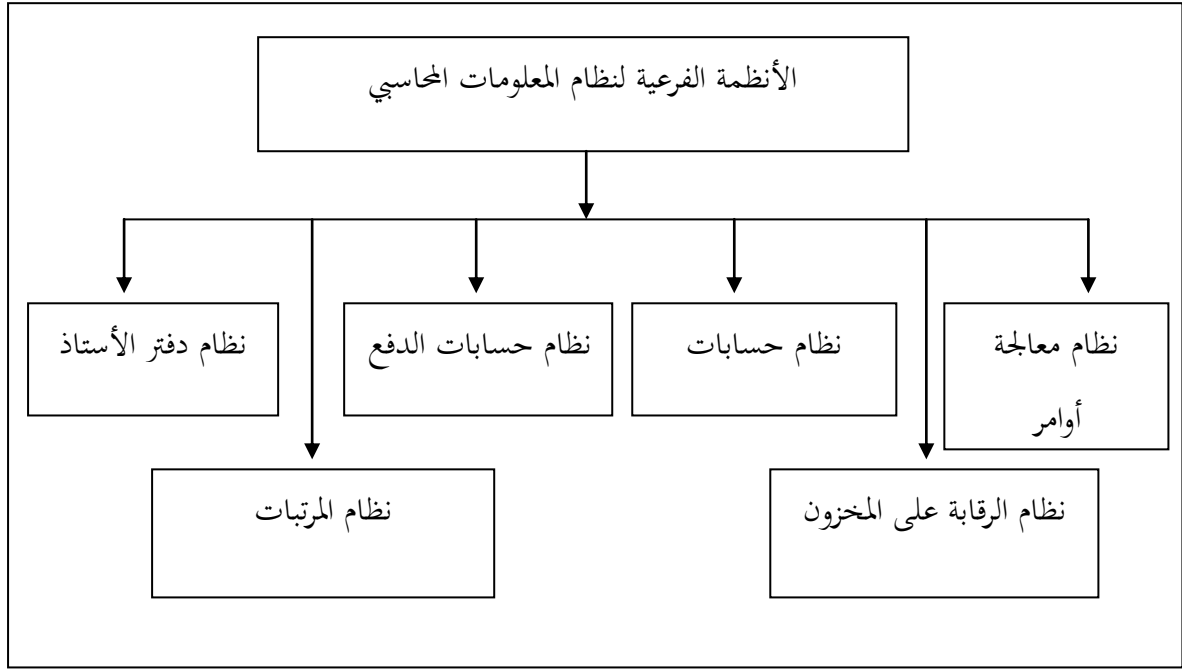 الأنظمة الفرعية لنظام المعلومات المحاسبي
نظام معالجة
أوامر
نظام حسابات
نظام حسابات الدفع
نظام دفتر الأستاذ
نظام الرقابة على المخزون
نظام المرتبات